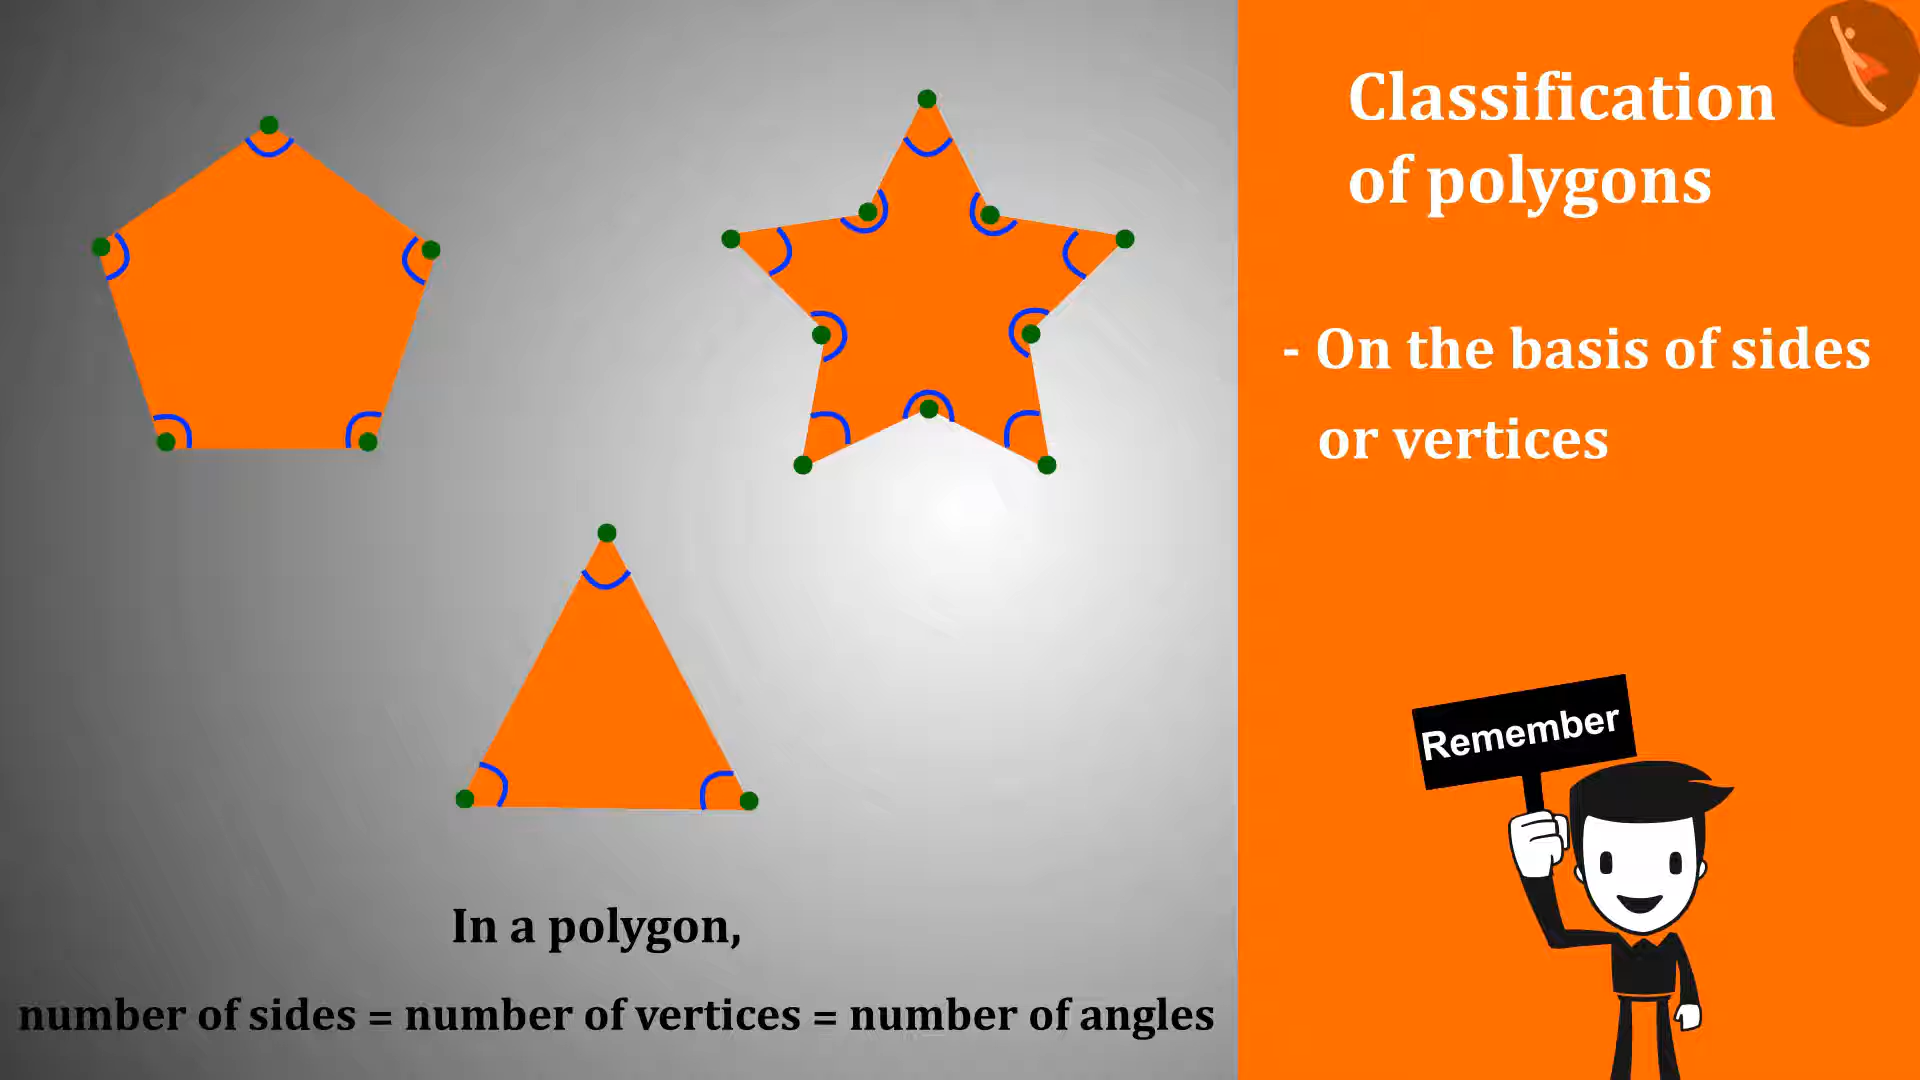 Classification
of polygons
- On the basis of sides
or vertices
Remember
In a polygon,
number of sides = number of vertices = number of angles